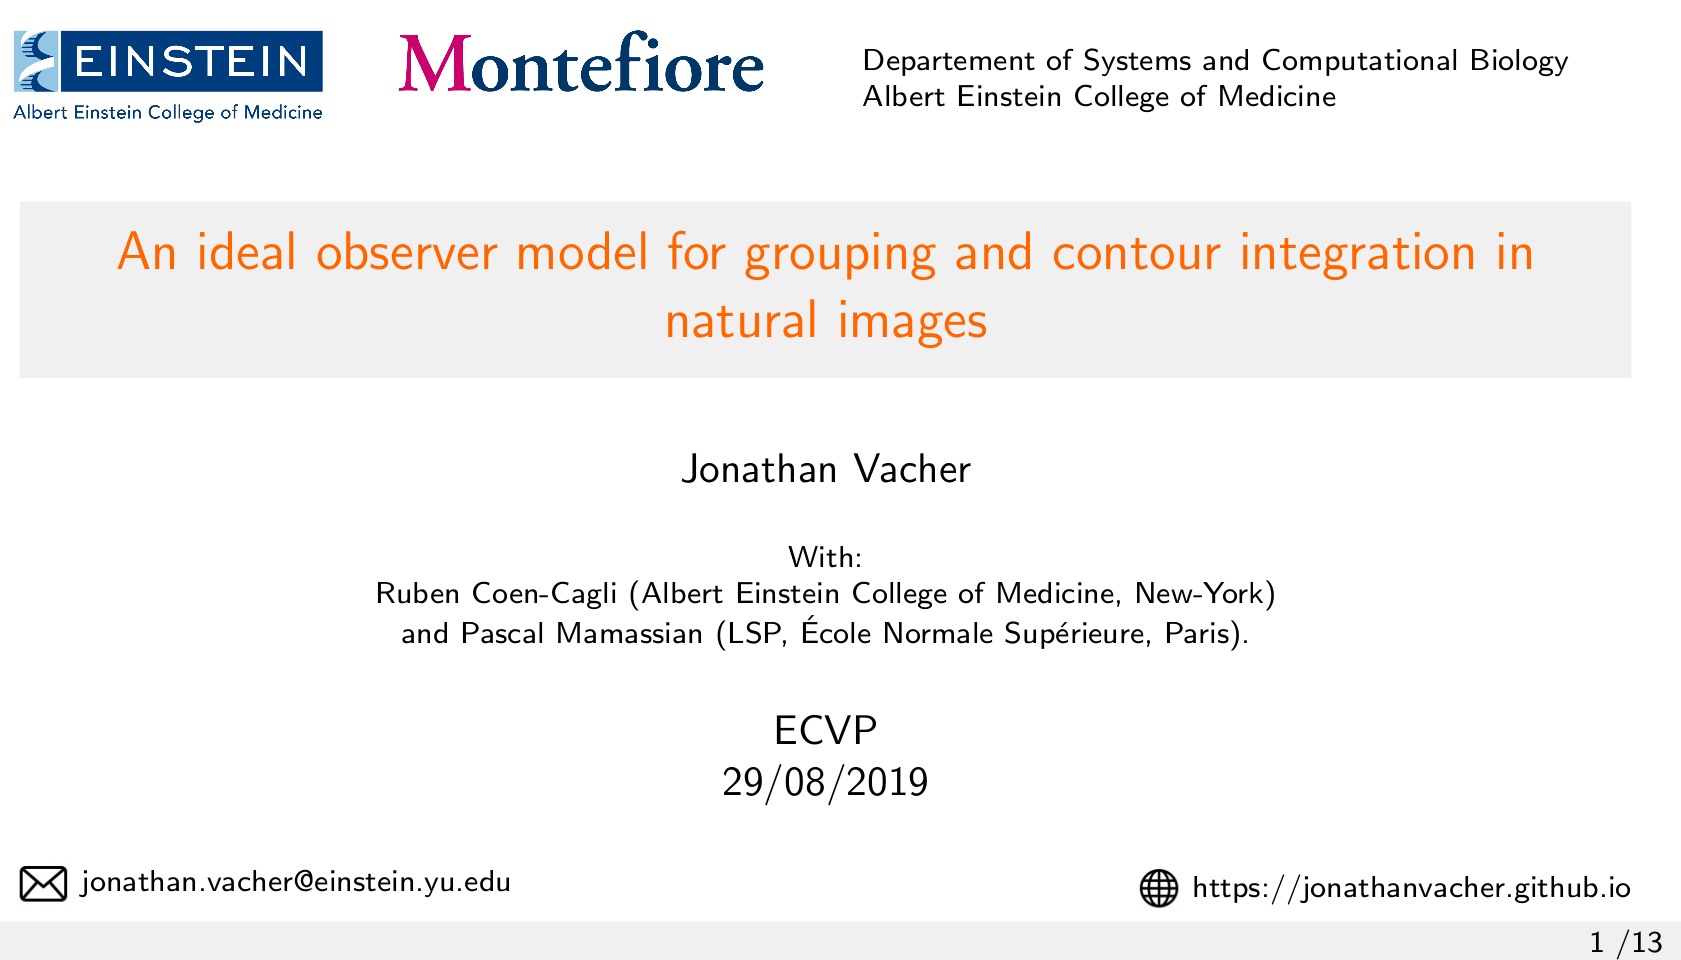 EINSTEIN
Albert Einstein College of Medicine
Montefiore
Departement of Systems and Computational Biology
Albert Einstein College of Medicine
An ideal observer model for grouping and contour integration in
natural images
Jonathan Vacher
With:
Ruben Coen-Cagli (Albert Einstein College of Medicine, New-York)
and Pascal Mamassian (LSP, École Normale Supérieure, Paris).
ECVP
29/08/2019
jonathan.vacher@einstein.yu.edu
https://jonathanvacher.github.io
1 /13